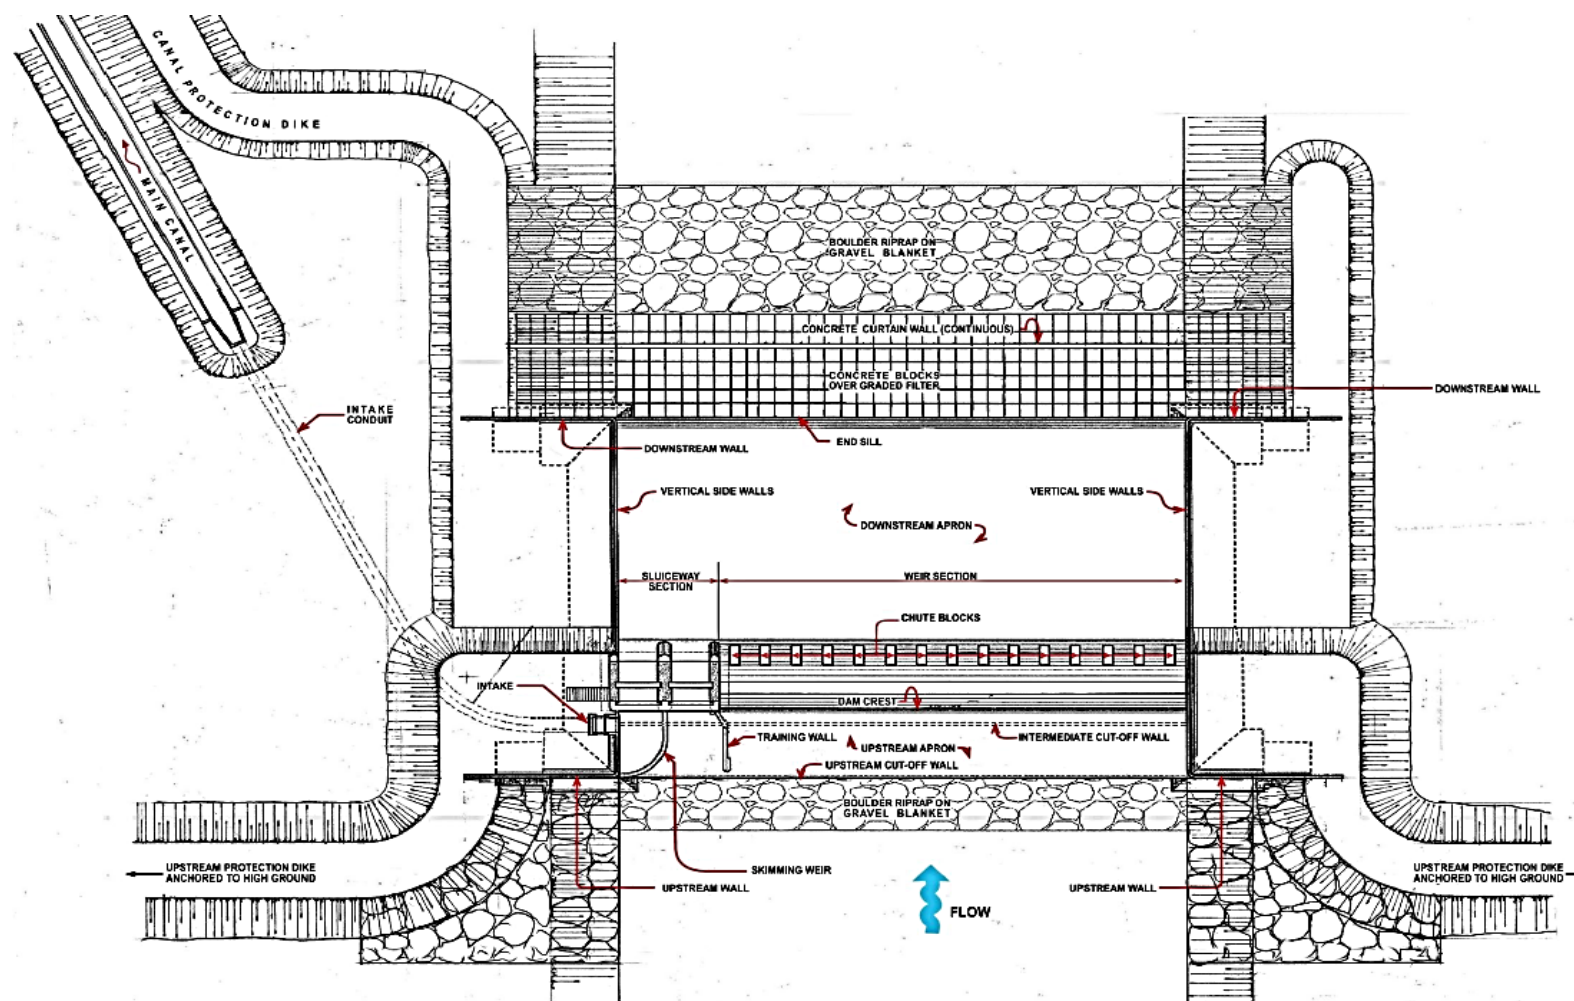 CANAL PROTECTION DIKE
MAIN CANAL
BOULDER RIPRAP ON
GRAVEL BLANKET
CONCRETE CURTAIN WALL (CONTINUOUS)
CONCRETE BLOCKS
OVER GRADED FILTER
DOWNSTREAM WALL
INTAKE
CONDUIT
END SILL
DOWNSTREAM WALL
VERTICAL SIDE WALLS
VERTICAL SIDE WALLS
DOWNSTREAM APRON
SLUICEWAY
SECTION
WEIR SECTION
CHUTE BLOCKS
INTAKE
DAM CREST
TRAINING WALL
INTERMEDIATE CUT-OFF WALL
UPSTREAM APRON
UPSTREAM CUT-OFF WALL
BOULDER RIPRAP ON
GRAVEL BLANKET
UPSTREAM PROTECTION DIKE
ANCHORED TO HIGH GROUND
SKIMMING WEIR
UPSTREAM WALL
UPSTREAM WALL
UPSTREAM PROTECTION DIKE
ANCHORED TO HIGH GROUND
FLOW